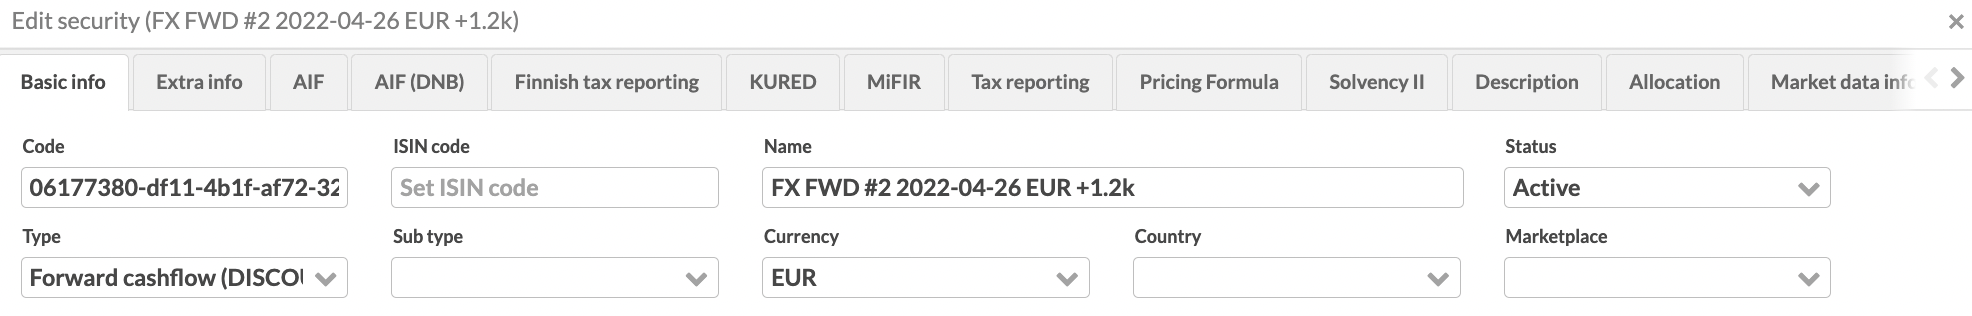 Edit security (FX FWD #2 2022-04-26 EUR +1.2k)
Basic info Extra info AIF AIF (DNB) Finnish tax reporting KURED MiFIR Tax reporting Pricing Formula Solvency II Description Allocation Market data info
Code ISIN code Name Status
06177380-df11-4b1f-af72-32 Set ISIN code FX FWD #2 2022-04-26 EUR +1.2k Active
Type Sub type Currency Country Marketplace
Forward cashflow (DISCOU EUR